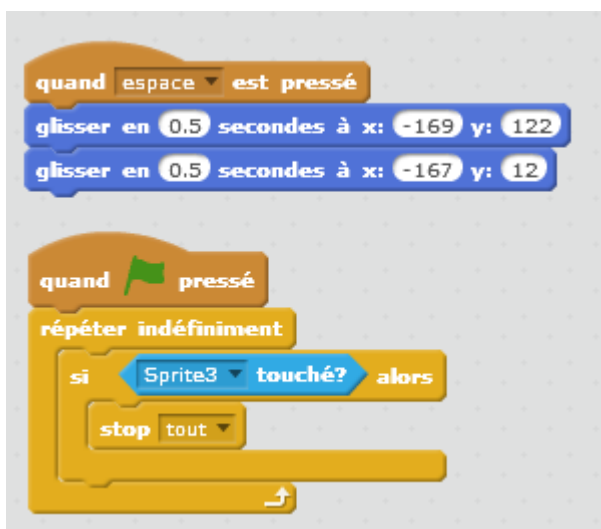 quand espace est pressé
glisser en 0.5 secondes à x: -169 y: 122
glisser en 0.5 secondes à x: -167 y: 12
quand pressé
répéter indéfiniment
si Sprite3 touché? alors
stop tout